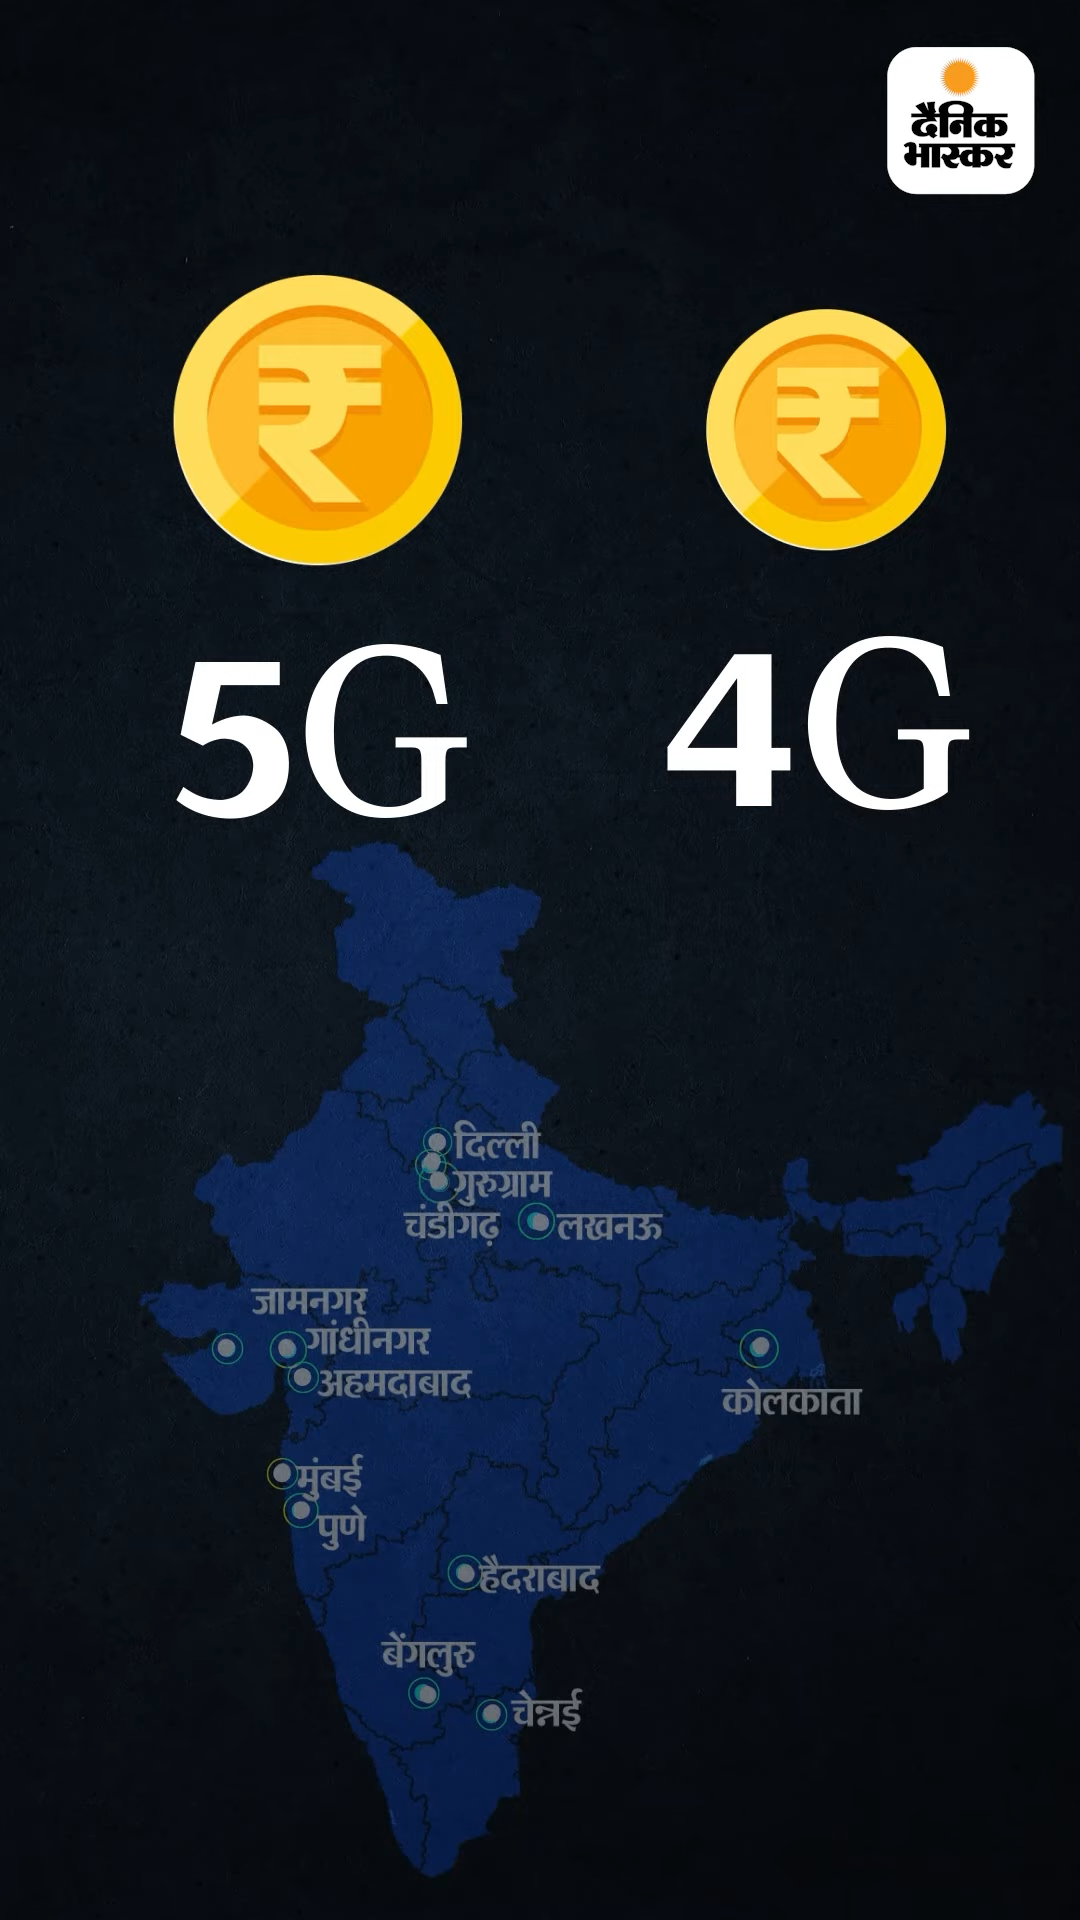 दैनिक
भास्कर
₹ ₹
5G 4G
दिल्ली
गुरुग्राम
चंडीगढ़ लखनऊ
जामनगर
गांधीनगर
अहमदाबाद
कोलकाता
मुंबई
पुणे
हैदराबाद
बेंगलुरु
चेन्नई